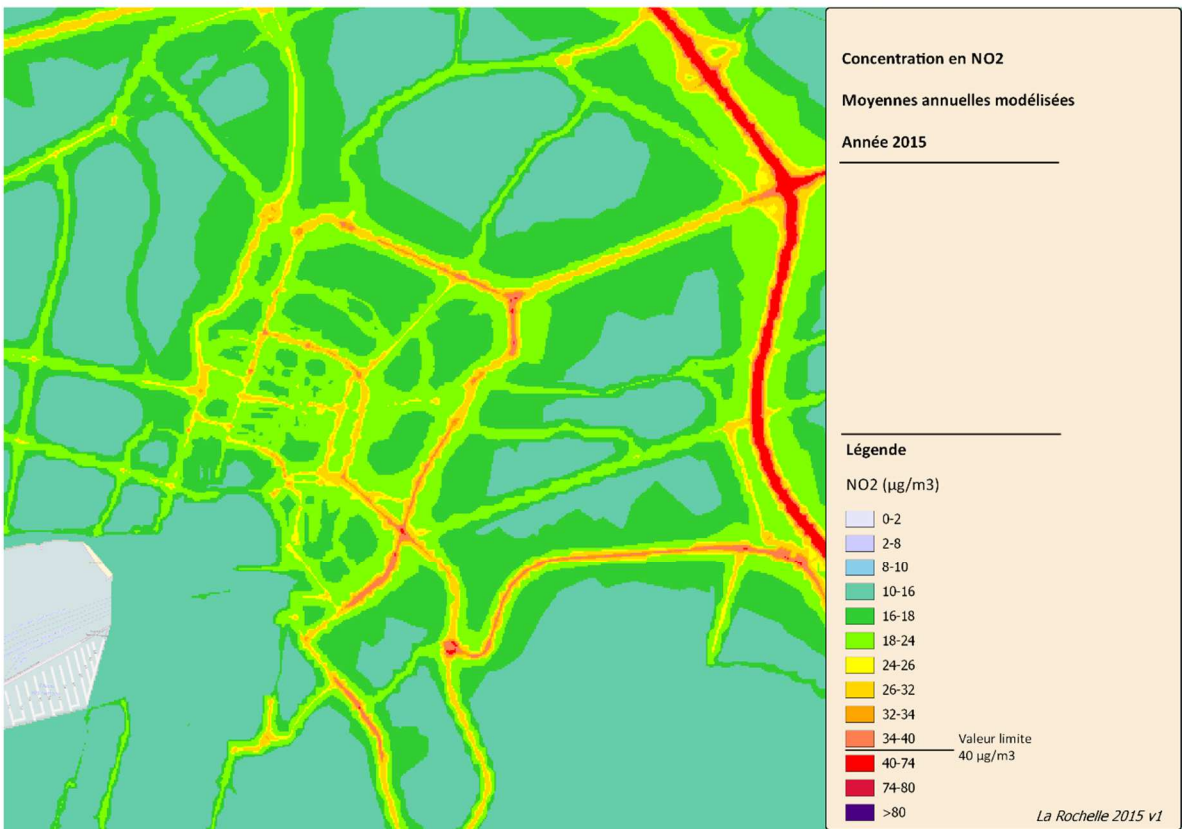 Concentration en NO2
Moyennes annuelles modélisées
Année 2015
Légende
NO2 (µg/m3)
0-2
2-8
8-10
10-16
16-18
18-24
24-26
26-32
32-34
34-40
Valeur limite
40 µg/m3
40-74
74-80
>80
La Rochelle 2015 v1